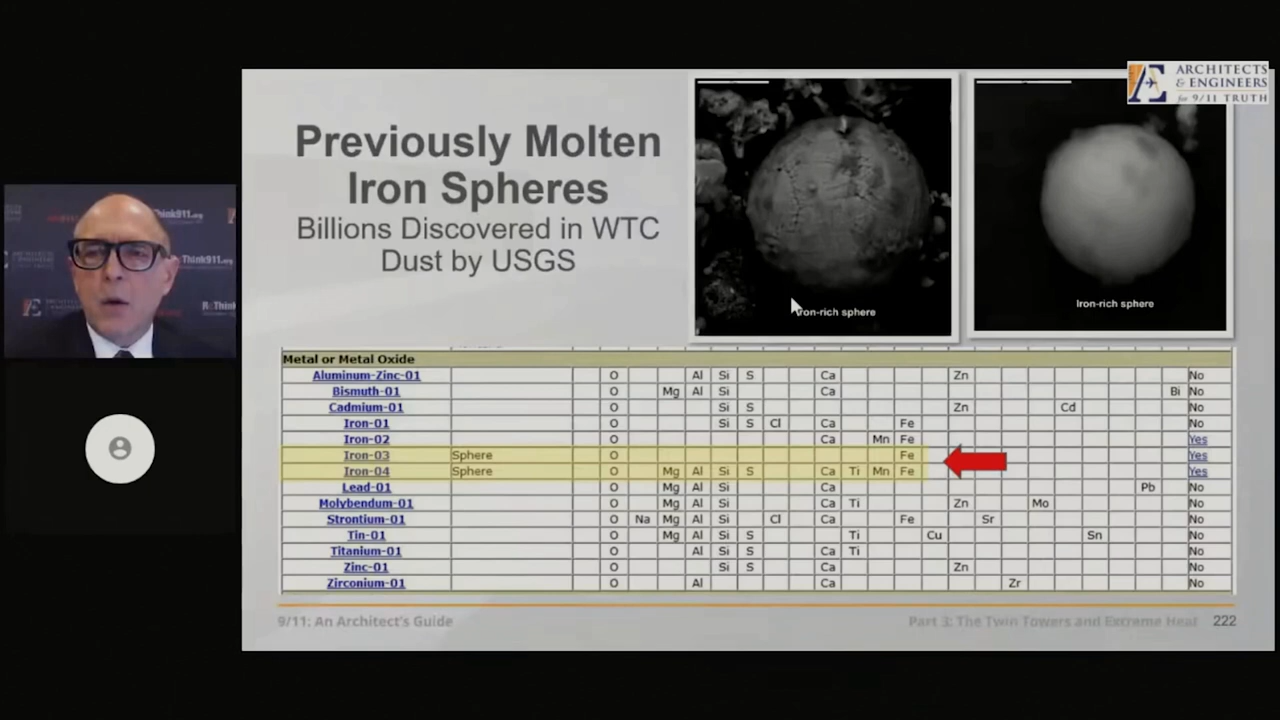 ARCHITECTS
& ENGINEERS
for 9/11 TRUTH
Previously Molten
Iron Spheres
Billions Discovered in WTC
Dust by USGS
Iron-rich sphere
Iron-rich sphere
Think911.org
Think911.org
Metal or Metal Oxide
Aluminum-Zinc-01 O Al Si S Ca Zn No
Bismuth-01 O Mg Al Si Ca Bi No
Cadmium-01 O Si S Zn Cd No
Iron-01 O Si S Cl Ca Fe No
Iron-02 O Ca Mn Fe Yes
Iron-03 Sphere O Fe Yes
Iron-04 Sphere O Mg Al Si S Ca Ti Mn Fe Yes
Lead-01 O Mg Al Si Ca Pb No
Molybendum-01 O Mg Al Si Ca Ti Zn Mo No
Strontium-01 O Na Mg Al Si Cl Ca Fe Sr No
Tin-01 O Mg Al Si S Ti Cu Sn No
Titanium-01 O Al Si S Ca Ti No
Zinc-01 O Si S Ca Zn No
Zirconium-01 O Al Ca Zr No
9/11: An Architect's Guide
Part 3: The Twin Towers and Extreme Heat 222